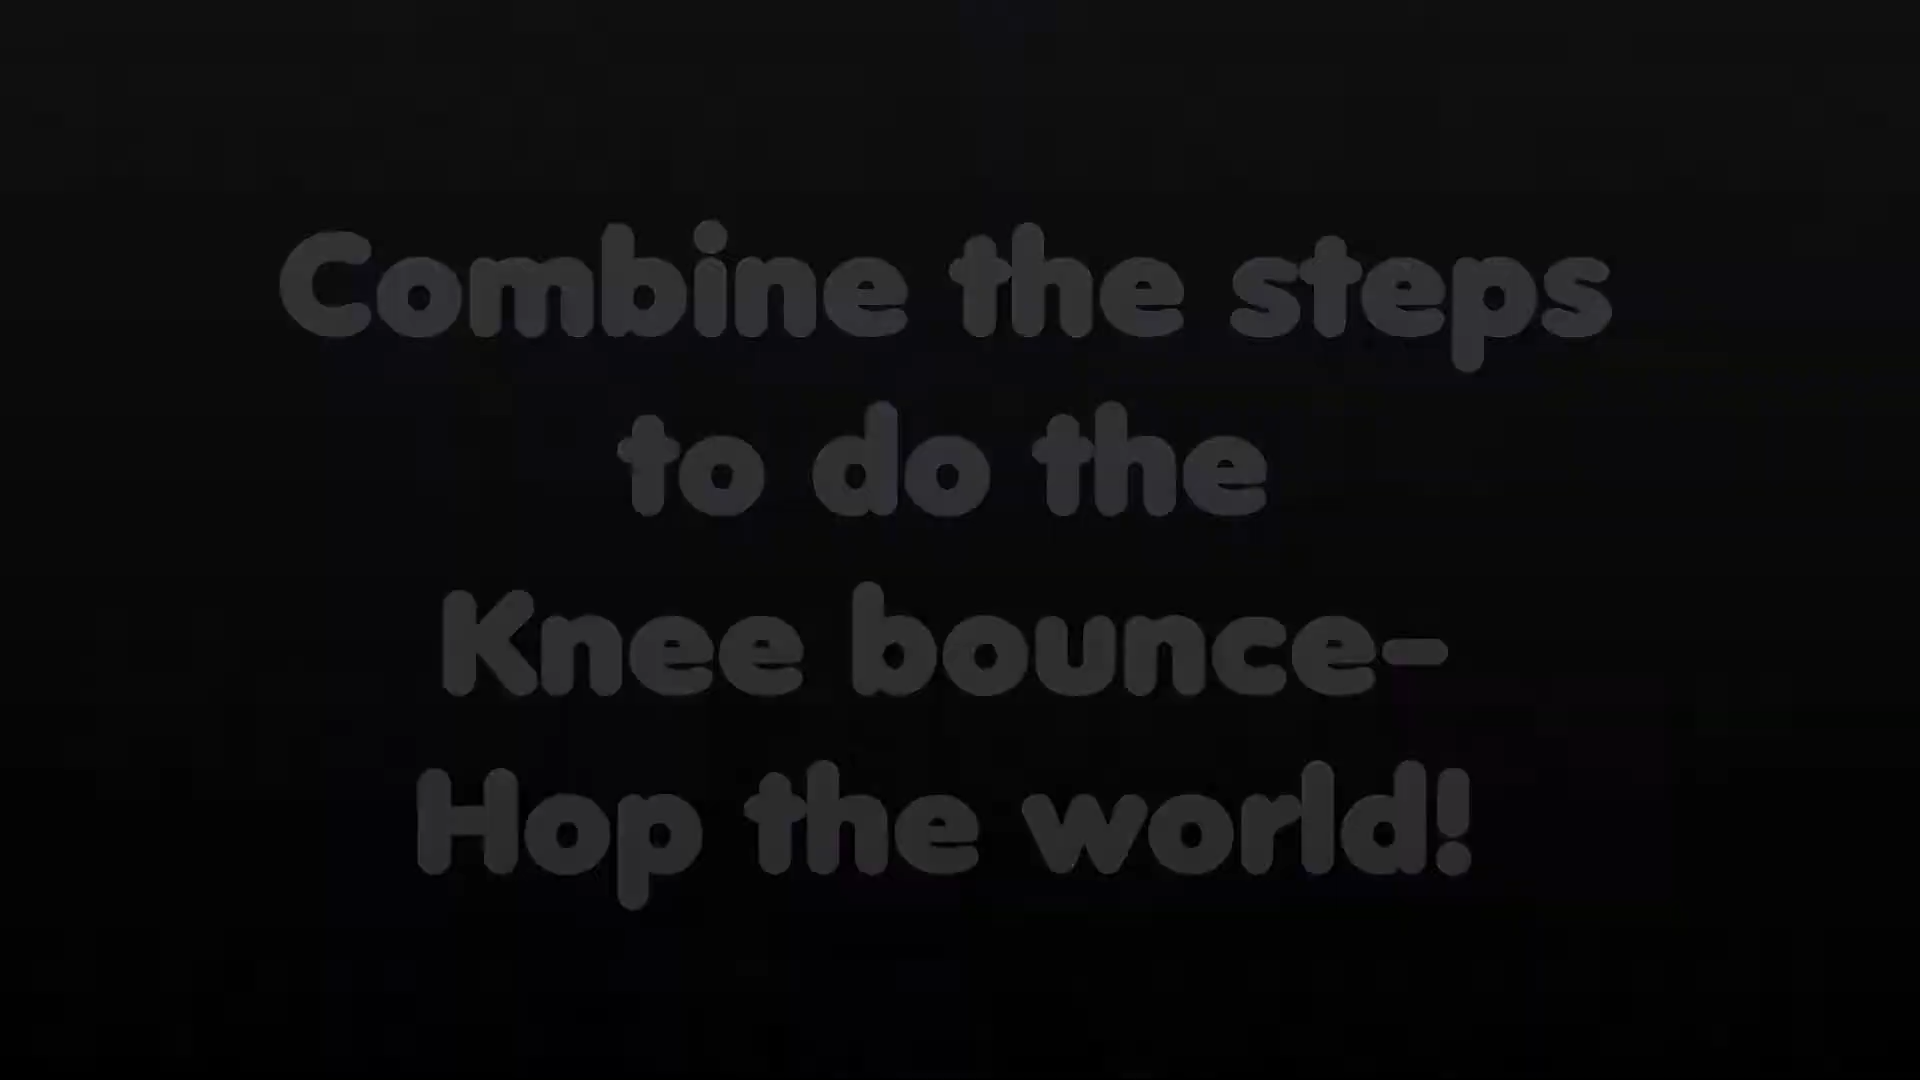 Combine the steps
to do the
Knee bounce-
Hop the world!